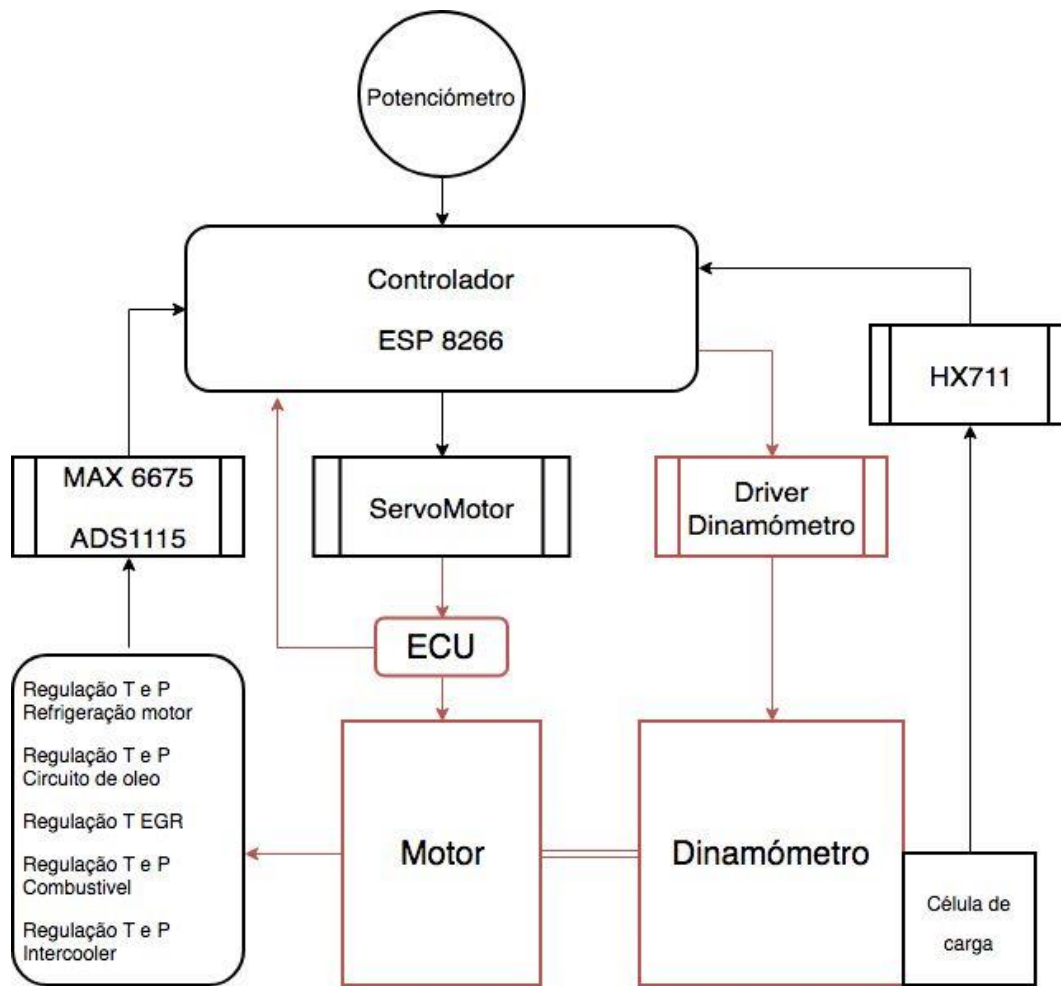 Potenciómetro
Controlador
ESP 8266
HX711
MAX 6675
ADS1115
ServoMotor
Driver
Dinamómetro
ECU
Regulação T e P
Refrigeração motor
Regulação T e P
Circuito de oleo
Regulação T EGR
Regulação T e P
Combustivel
Regulação T e P
Intercooler
Motor
Dinamómetro
Célula de
carga